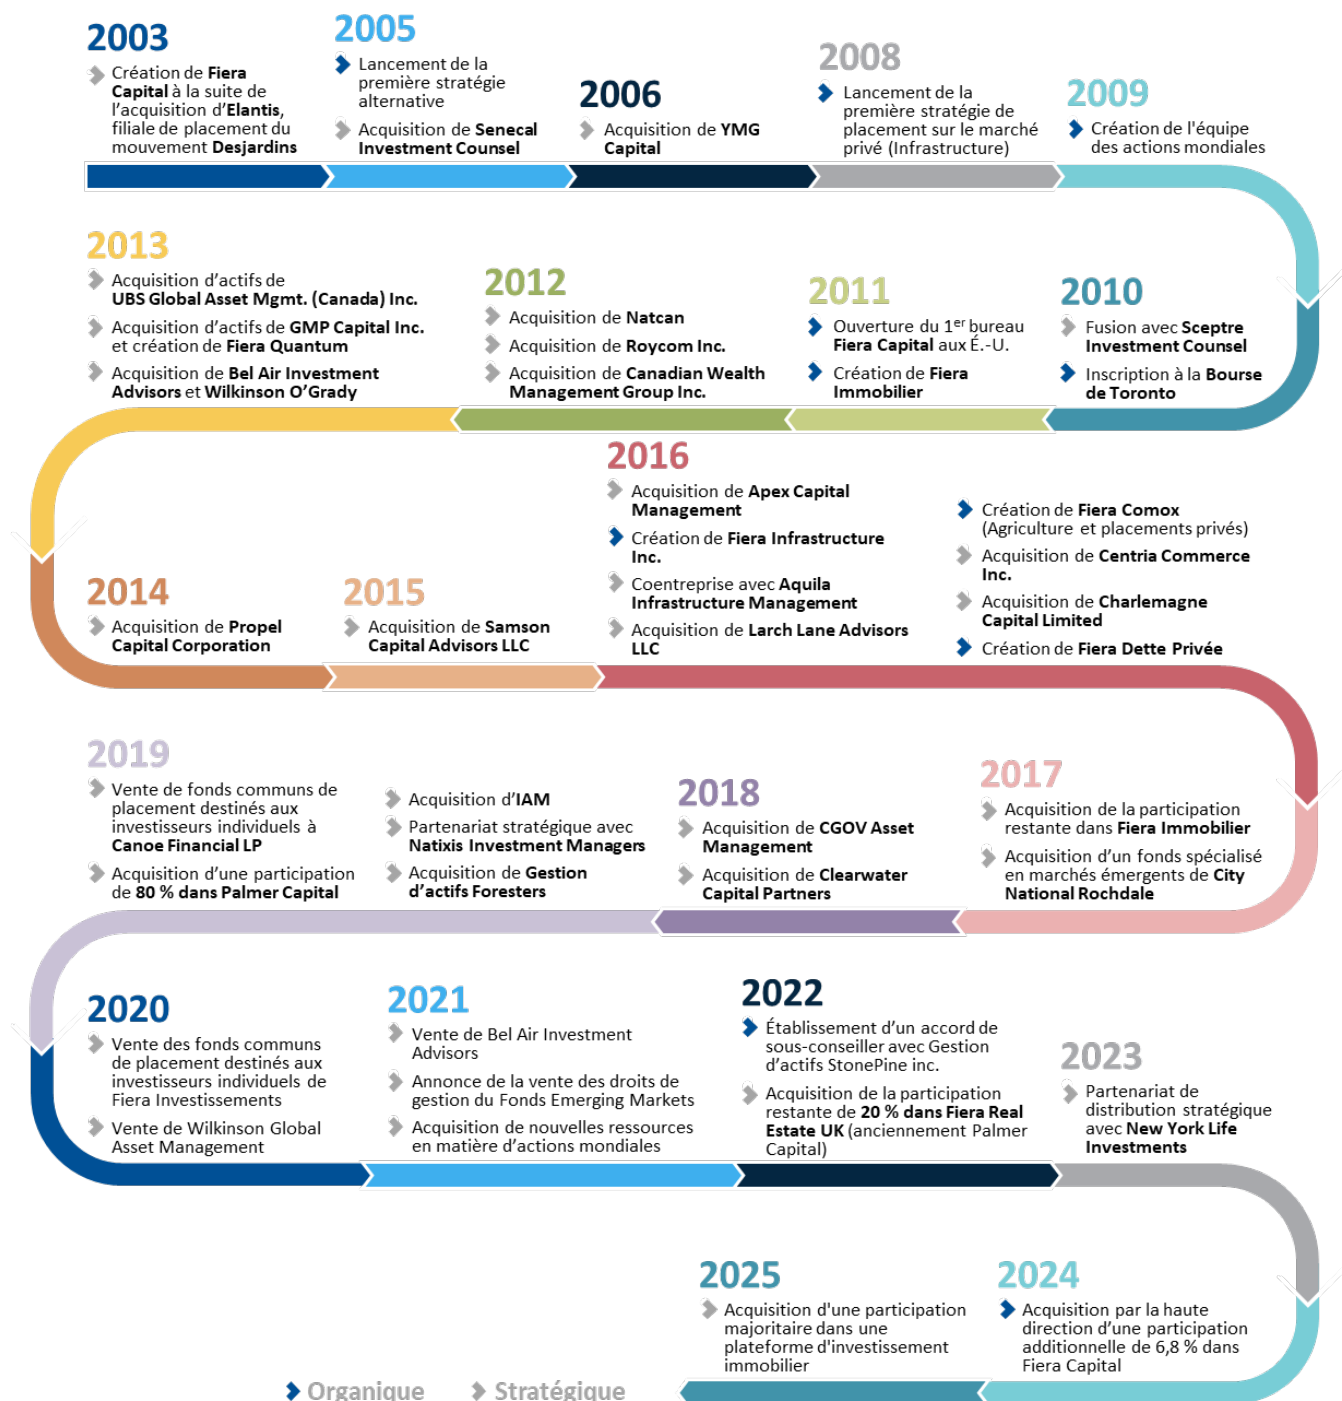 2003
Création de Fiera
Capital à la suite de
l'acquisition d'Elantis,
filiale de placement du
mouvement Desjardins
2005
Lancement de la
première stratégie
alternative
Acquisition de Senecal
Investment Counsel
2006
Acquisition de YMG
Capital
2008
Lancement de la
première stratégie de
placement sur le marché
privé (Infrastructure)
2009
Création de l'équipe
des actions mondiales
2013
Acquisition d'actifs de
UBS Global Asset Mgmt. (Canada) Inc.
Acquisition d'actifs de GMP Capital Inc.
et création de Fiera Quantum
Acquisition de Bel Air Investment
Advisors et Wilkinson O'Grady
2012
Acquisition de Natcan
Acquisition de Roycom Inc.
Acquisition de Canadian Wealth
Management Group Inc.
2011
Ouverture du 1er bureau
Fiera Capital aux É.-U.
Création de Fiera
Immobilier
2010
Fusion avec Sceptre
Investment Counsel
Inscription à la Bourse
de Toronto
2014
Acquisition de Propel
Capital Corporation
2015
Acquisition de Samson
Capital Advisors LLC
2016
Acquisition de Apex Capital
Management
Création de Fiera Infrastructure
Inc.
Coentreprise avec Aquila
Infrastructure Management
Acquisition de Larch Lane Advisors
LLC
Création de Fiera Comox
(Agriculture et placements privés)
Acquisition de Centria Commerce
Inc.
Acquisition de Charlemagne
Capital Limited
Création de Fiera Dette Privée
2019
Vente de fonds communs de
placement destinés aux
investisseurs individuels à
Canoe Financial LP
Acquisition d'une participation
de 80 % dans Palmer Capital
Acquisition d'IAM
Partenariat stratégique avec
Natixis Investment Managers
Acquisition de Gestion
d'actifs Foresters
2018
Acquisition de CGOV Asset
Management
Acquisition de Clearwater
Capital Partners
2017
Acquisition de la participation
restante dans Fiera Immobilier
Acquisition d'un fonds spécialisé
en marchés émergents de City
National Rochdale
2020
Vente des fonds communs
de placement destinés aux
investisseurs individuels de
Fiera Investissements
Vente de Wilkinson Global
Asset Management
2021
Vente de Bel Air Investment
Advisors
Annonce de la vente des droits de
gestion du Fonds Emerging Markets
Acquisition de nouvelles ressources
en matière d'actions mondiales
2022
Établissement d'un accord de
sous-conseiller avec Gestion
d'actifs StonePine inc.
Acquisition de la participation
restante de 20 % dans Fiera Real
Estate UK (anciennement Palmer
Capital)
2023
Partenariat de
distribution stratégique
avec New York Life
Investments
2025
Acquisition d'une participation
majoritaire dans une
plateforme d'investissement
immobilier
2024
Acquisition par la haute
direction d'une participation
additionnelle de 6,8 % dans
Fiera Capital
Organique
Stratégique